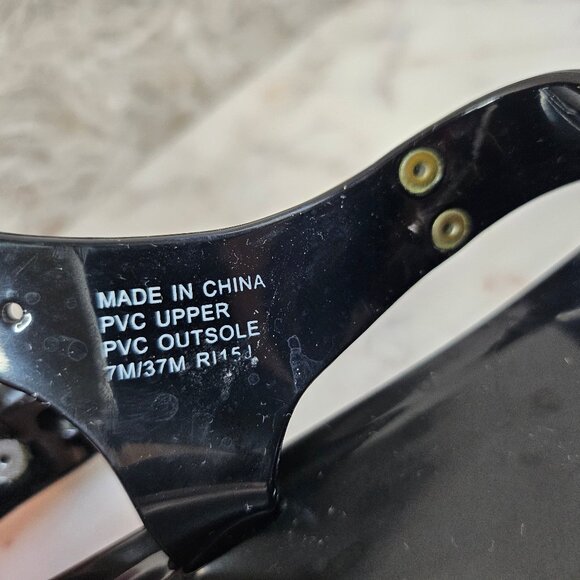 MADE IN CHINA
PVC UPPER
PVC OUTSOLE
7M/37M